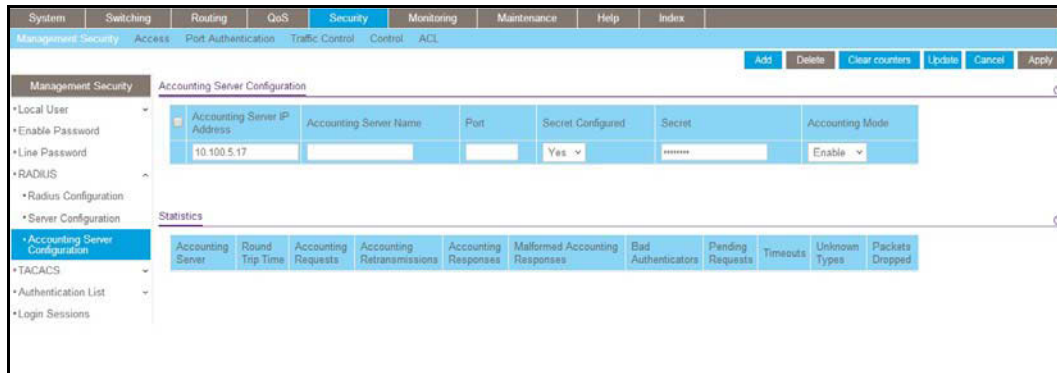 System Switching Routing QoS Security Monitoring Maintenance Help Index
Management Security Access Port Authentication Traffic Control Control ACL
Add Delete Clear counters Update Cancel Apply
Management Security
•Local User
•Enable Password
•Line Password
•RADIUS
•Radius Configuration
•Server Configuration
•Accounting Server
Configuration
•TACACS
•Authentication List
•Login Sessions
Accounting Server Configuration
Accounting Server IP
Address
Accounting Server Name
Port
Secret Configured
Secret
Accounting Mode
10.100.5.17
Yes
••••••••
Enable
Statistics
Accounting
Server
Round
Trip Time
Accounting
Requests
Accounting
Retransmissions
Accounting
Responses
Malformed Accounting
Responses
Bad
Authenticators
Pending
Requests
Timeouts
Unknown
Types
Packets
Dropped